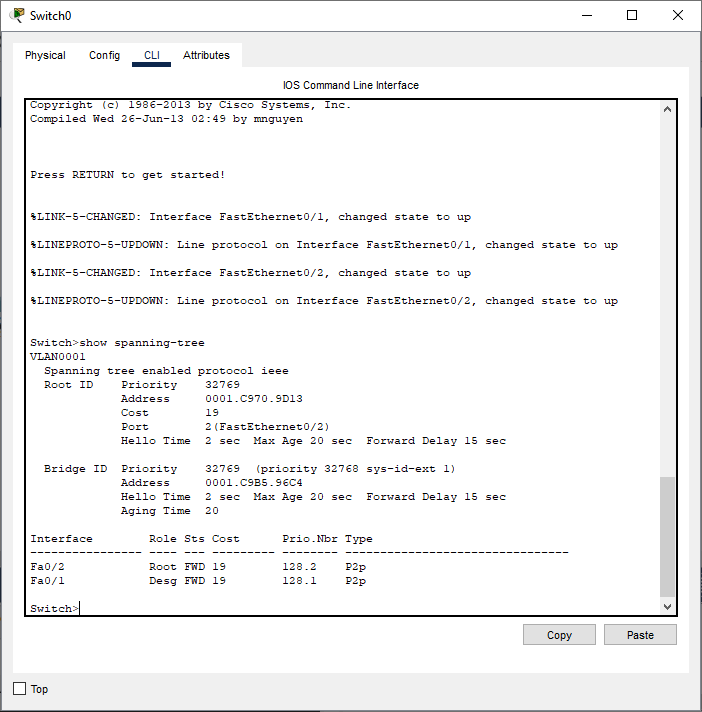 Switch0
Physical Config CLI Attributes
IOS Command Line Interface
Copyright (c) 1986-2013 by Cisco Systems, Inc.
Compiled Wed 26-Jun-13 02:49 by mnguyen
Press RETURN to get started!
%LINK-5-CHANGED: Interface FastEthernet0/1, changed state to up
%LINEPROTO-5-UPDOWN: Line protocol on Interface FastEthernet0/1, changed state to up
%LINK-5-CHANGED: Interface FastEthernet0/2, changed state to up
%LINEPROTO-5-UPDOWN: Line protocol on Interface FastEthernet0/2, changed state to up
Switch>show spanning-tree
VLAN0001
  Spanning tree enabled protocol ieee
  Root ID    Priority    32769
             Address     0001.C970.9D13
             Cost        19
             Port        2(FastEthernet0/2)
             Hello Time  2 sec  Max Age 20 sec  Forward Delay 15 sec
  Bridge ID  Priority    32769  (priority 32768 sys-id-ext 1)
             Address     0001.C9B5.96C4
             Hello Time  2 sec  Max Age 20 sec  Forward Delay 15 sec
             Aging Time  20
Interface        Role Sts Cost      Prio.Nbr Type
---------------- ---- --- --------- -------- --------------------------------
Fa0/2            Root FWD 19        128.2    P2p
Fa0/1            Desg FWD 19        128.1    P2p
Switch>
Copy Paste
Top